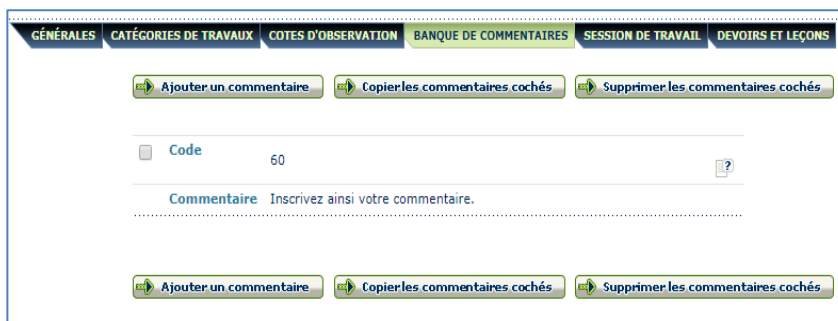 GÉNÉRALES CATÉGORIES DE TRAVAUX COTES D'OBSERVATION BANQUE DE COMMENTAIRES SESSION DE TRAVAIL DEVOIRS ET LEÇONS
Ajouter un commentaire Copier les commentaires cochés Supprimer les commentaires cochés
Code 60 ?
Commentaire Inscrivez ainsi votre commentaire.
Ajouter un commentaire Copier les commentaires cochés Supprimer les commentaires cochés